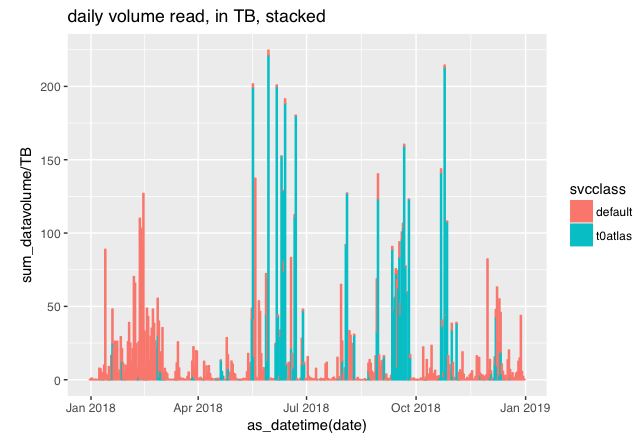 daily volume read, in TB, stacked
sum_datavolume/TB
200
150
100
50
0
Jan 2018
Apr 2018
Jul 2018
Oct 2018
Jan 2019
as_datetime(date)
svcclass
default
t0atlas